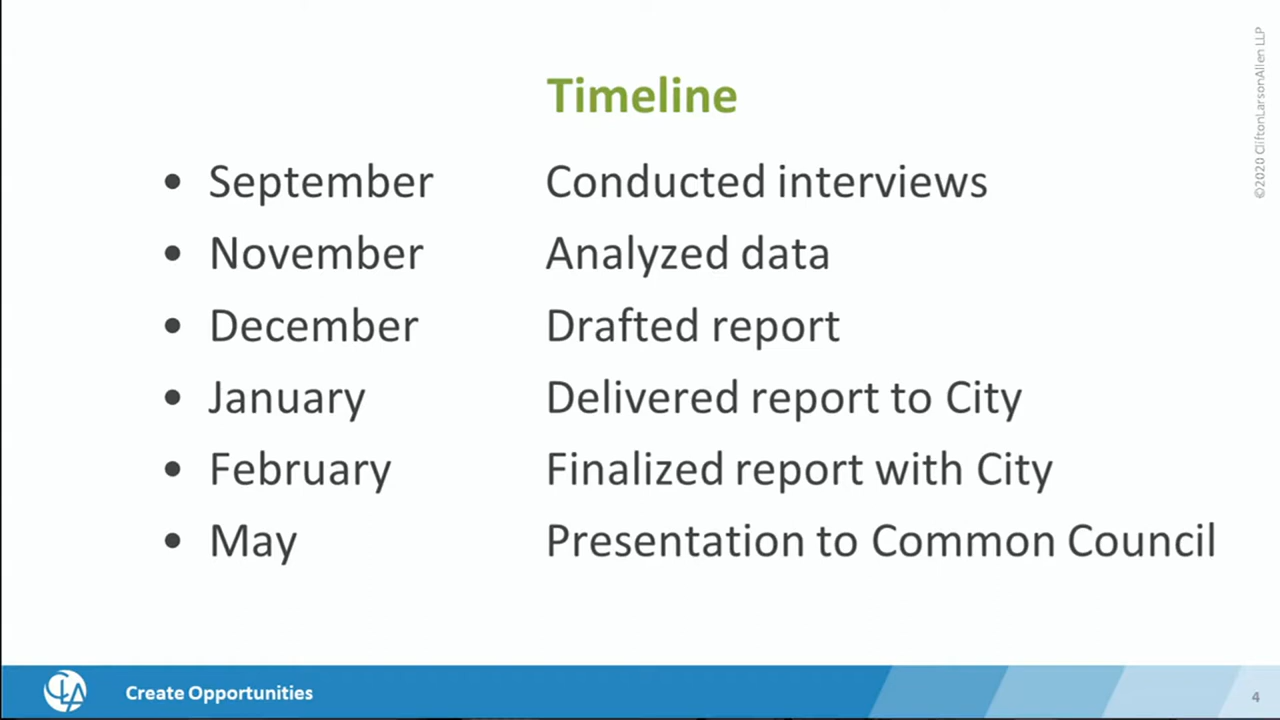 Timeline
• September Conducted interviews
• November Analyzed data
• December Drafted report
• January Delivered report to City
• February Finalized report with City
• May Presentation to Common Council
©2020 CliftonLarsonAllen LLP
CLA Create Opportunities
4